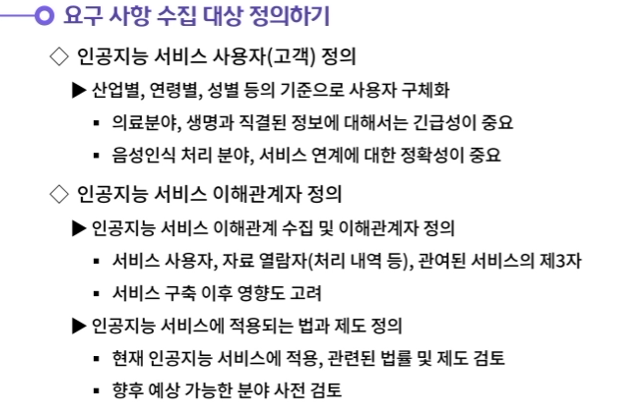 요구 사항 수집 대상 정의하기
◇ 인공지능 서비스 사용자(고객) 정의
▶ 산업별, 연령별, 성별 등의 기준으로 사용자 구체화
▪ 의료분야, 생명과 직결된 정보에 대해서는 긴급성이 중요
▪ 음성인식 처리 분야, 서비스 연계에 대한 정확성이 중요
◇ 인공지능 서비스 이해관계자 정의
▶ 인공지능 서비스 이해관계 수집 및 이해관계자 정의
▪ 서비스 사용자, 자료 열람자(처리 내역 등), 관여된 서비스의 제3자
▪ 서비스 구축 이후 영향도 고려
▶ 인공지능 서비스에 적용되는 법과 제도 정의
▪ 현재 인공지능 서비스에 적용, 관련된 법률 및 제도 검토
▪ 향후 예상 가능한 분야 사전 검토